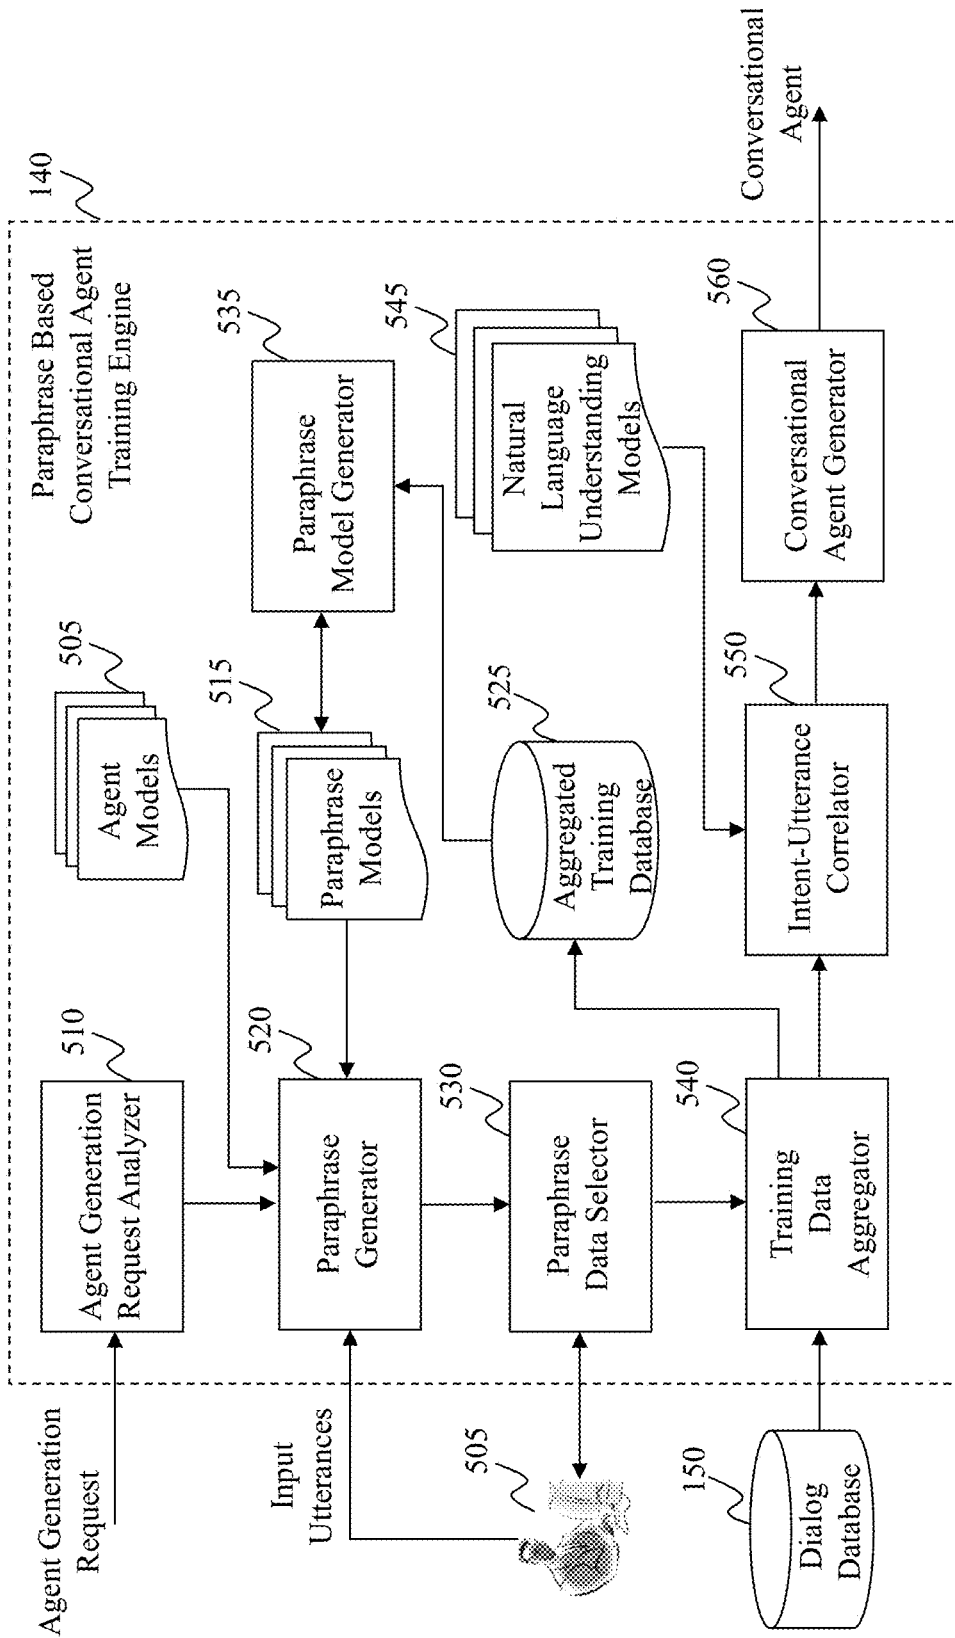 Agent Generation
Request
Input
Utterances
505
150
Dialog
Database
140
Paraphrase Based
Conversational Agent
Training Engine
510
Agent Generation
Request Analyzer
505
Agent
Models
520
Paraphrase
Generator
515
Paraphrase Models
535
Paraphrase
Model Generator
530
Paraphrase
Data Selector
525
Aggregated
Training
Database
545
Natural
Language
Understanding
Models
540
Training
Data
Aggregator
550
Intent-Utterance
Correlator
560
Conversational
Agent Generator
Conversational
Agent